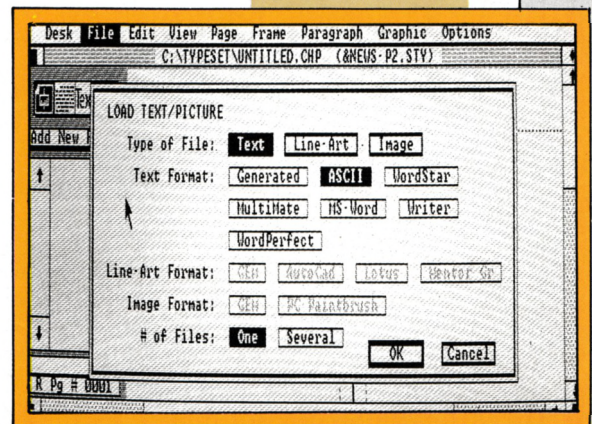 Desk File Edit View Page Frame Paragraph Graphic Options
C:\TYPESET\UNTITLED.CHP (&NEWS-P2.STY)
Tex
Add New
LOAD TEXT/PICTURE
Type of File: Text Line-Art Image
Text Format: Generated ASCII WordStar
MultiMate MS-Word Writer
WordPerfect
Line-Art Format: GEM AutoCad Lotus Mentor Gr
Image Format: GEM PC Paintbrush
# of Files: One Several
OK Cancel
R Pg # 0001